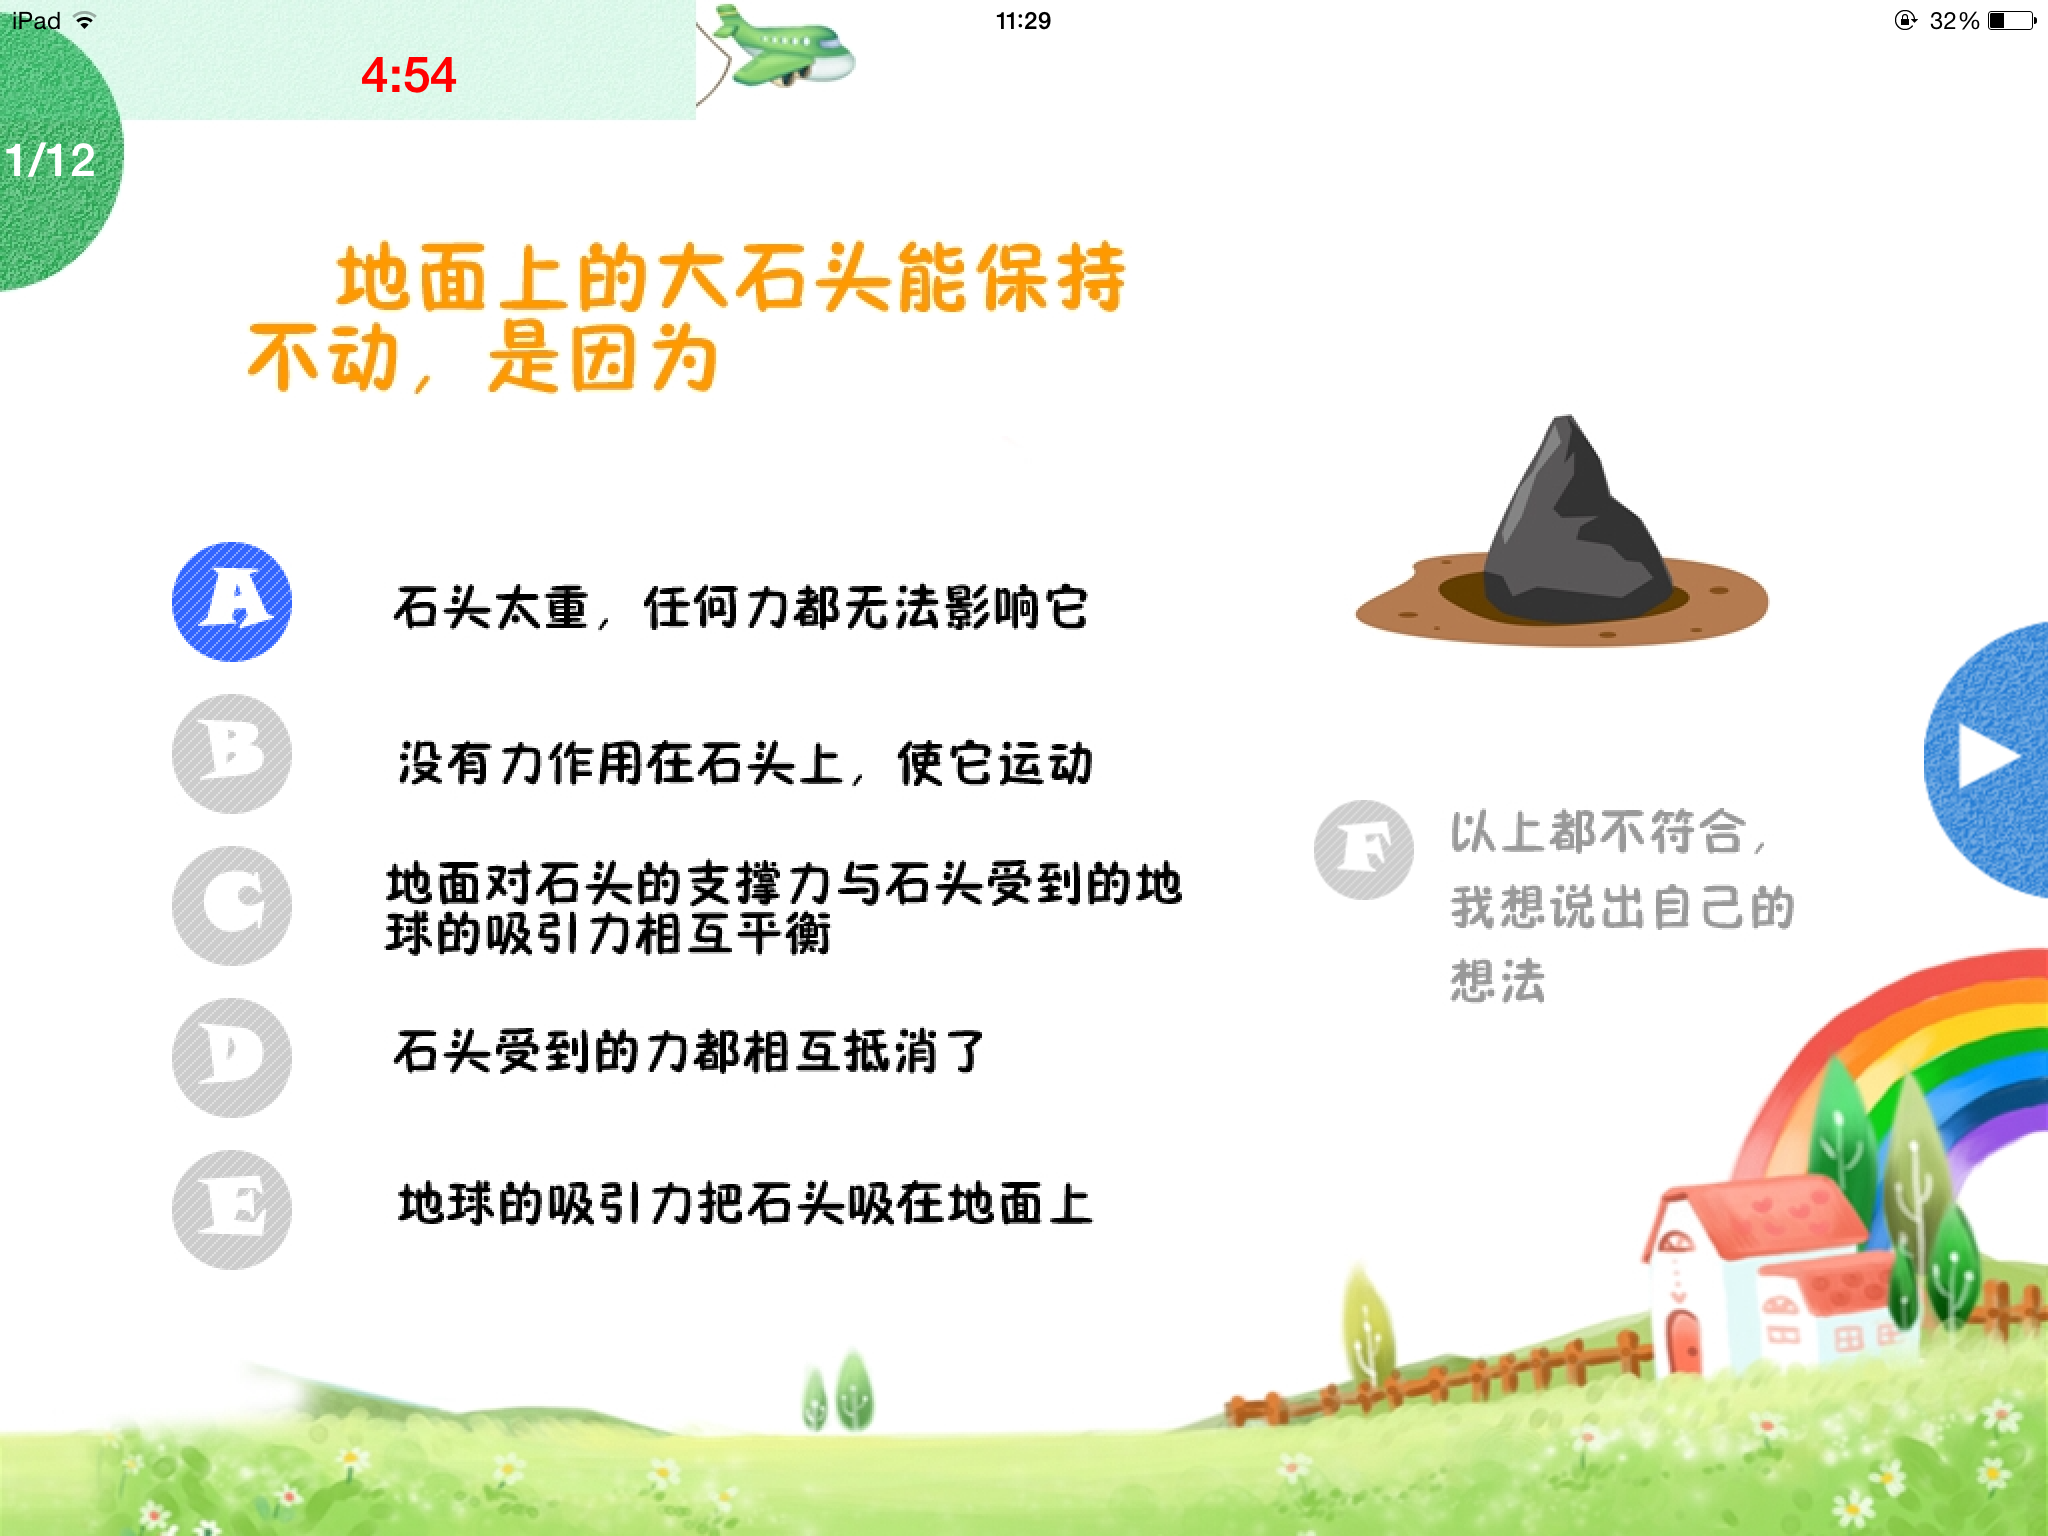 iPad
11:29
32%
4:54
1/12
地面上的大石头能保持
不动，是因为
A
石头太重，任何力都无法影响它
B
没有力作用在石头上，使它运动
C
地面对石头的支撑力与石头受到的地
球的吸引力相互平衡
D
石头受到的力都相互抵消了
E
地球的吸引力把石头吸在地面上
F
以上都不符合，
我想说出自己的
想法